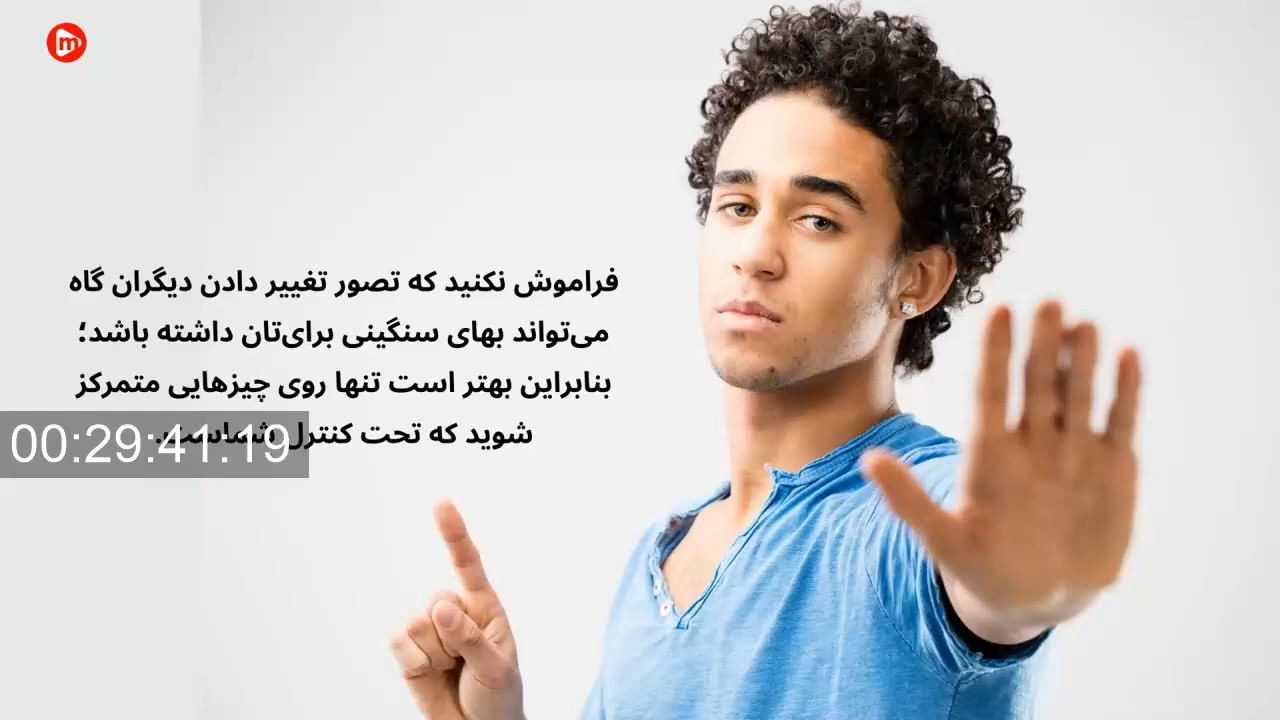 فراموش نکنید که تصور تغییر دادن دیگران گاه
می‌تواند بهای سنگینی برای‌تان داشته باشد؛
بنابراین بهتر است تنها روی چیزهایی متمرکز
شوید که تحت کنترل شماست.
00:29:41:19
m